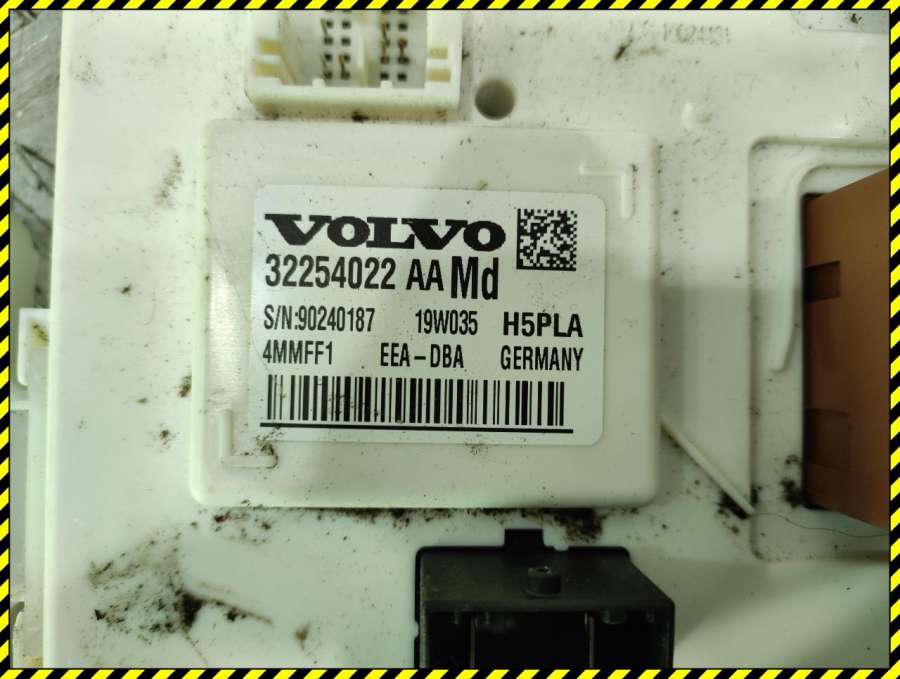 VOLVO
32254022 AA Md
S/N:90240187 19W035 H5PLA
4MMFF1 EEA-DBA GERMANY